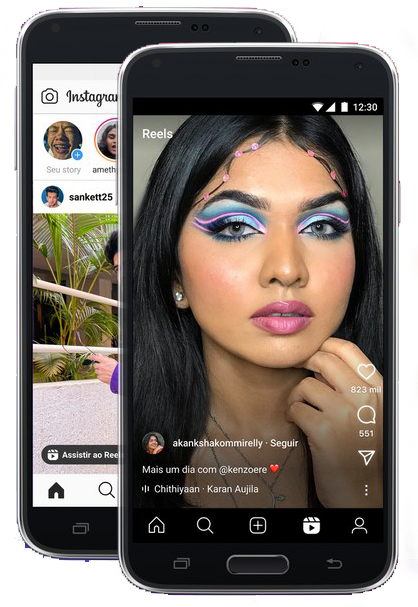 Instagram
Seu story
ameth
sankett25
Assistir ao Ree
12:30
Reels
823 mil
551
akankshakommirelly · Seguir
Mais um dia com @kenzoere ❤️
Chithiyaan · Karan Aujila